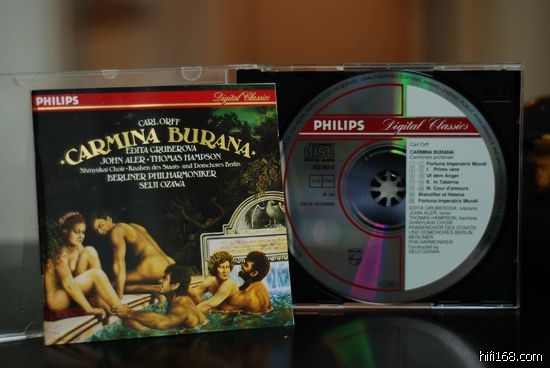 PHILIPS Digital Classics
CARL ORFF
CARMINA BURANA
EDITA GRUBEROVA
JOHN ALER · THOMAS HAMPSON
Shinyukai Choir · Knaben des Staats- und Domchores Berlin
BERLINER PHILHARMONIKER
SEIJI OZAWA
PHILIPS Digital Classics
COMPACT
disc
DIGITAL AUDIO
DIGITAL RECORDING
Carl Orff
CARMINA BURANA
Cantiones profanae
Fortuna Imperatrix Mundi
I. Primo vere
Uf dem Anger
II. In Taberna
III. Cour d'amours
Blanziflor et Helena
Fortuna Imperatrix Mundi
EDITA GRUBEROVA, soprano
JOHN ALER, tenor
THOMAS HAMPSON, baritone
SHINYUKAI CHOIR
KNABENCHOR DES STAATS-
UND DOMCHORES BERLIN
BERLINER
PHILHARMONIKER
Conducted by
SEIJI OZAWA
hifi168.com